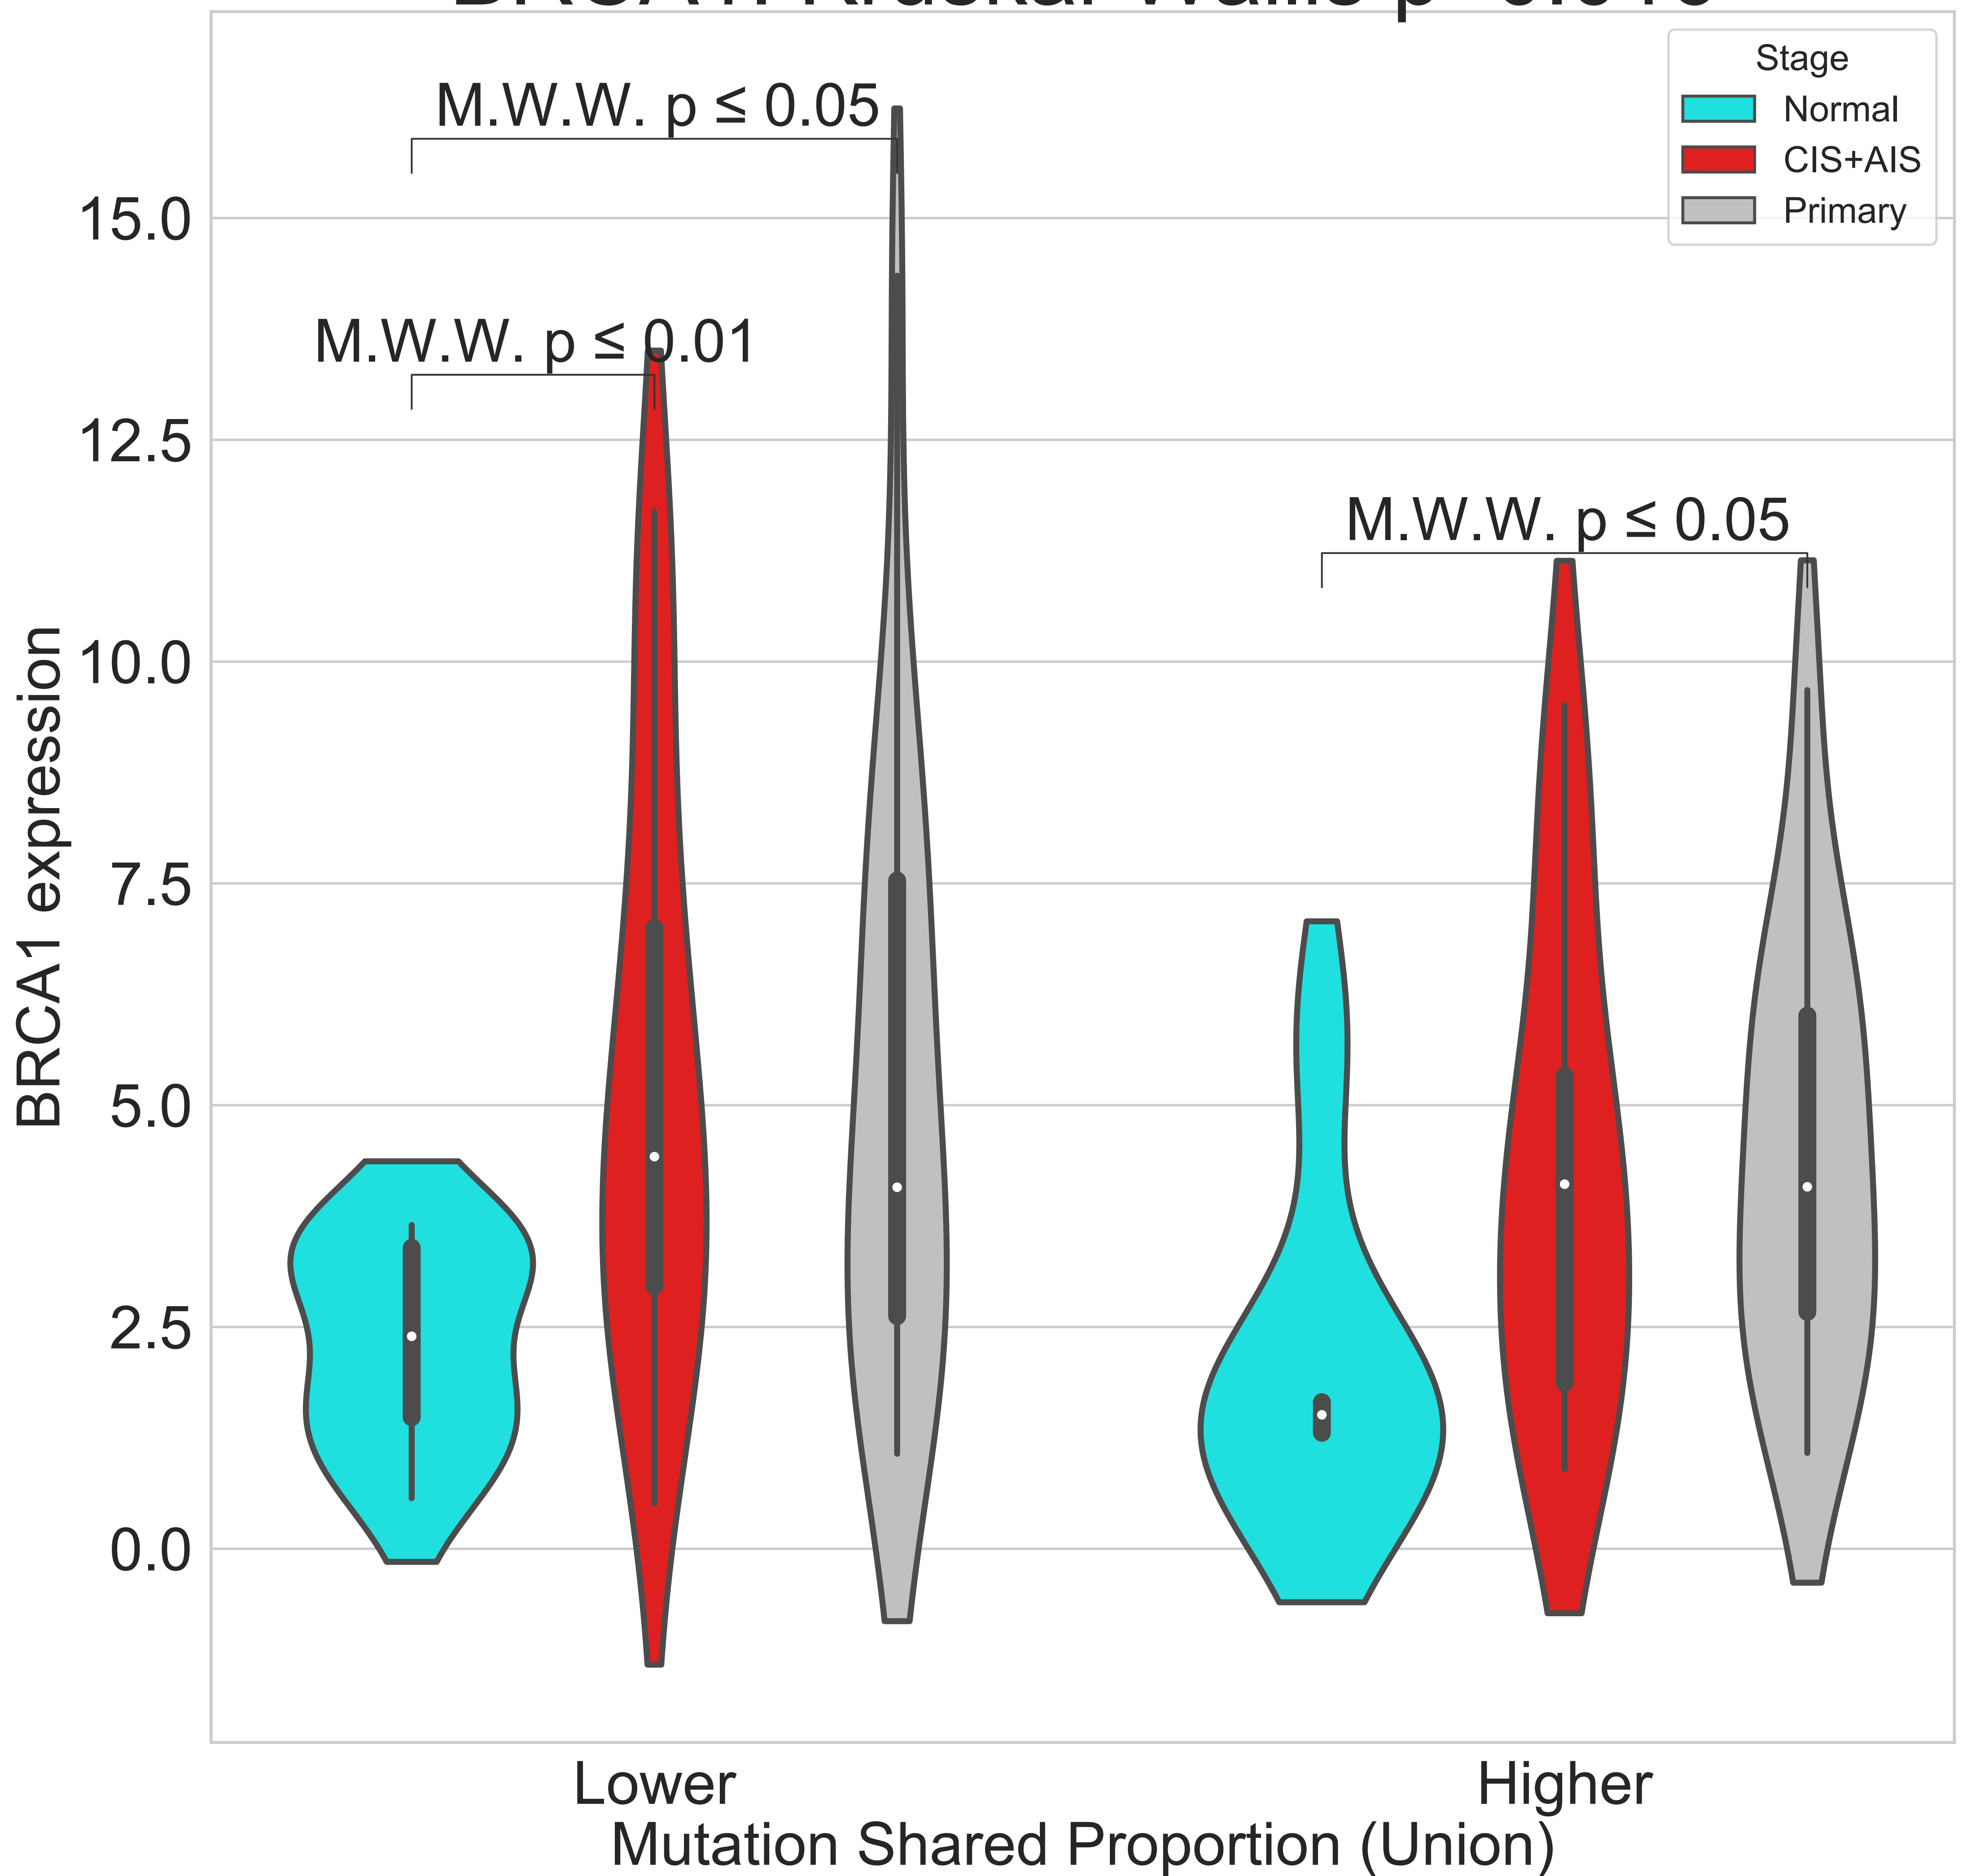 Stage
Normal
CIS+AIS
Primary
M.W.W. p ≤ 0.05
M.W.W. p ≤ 0.01
M.W.W. p ≤ 0.05
15.0
12.5
10.0
7.5
5.0
2.5
0.0
BRCA1 expression
Lower
Higher
Mutation Shared Proportion (Union)